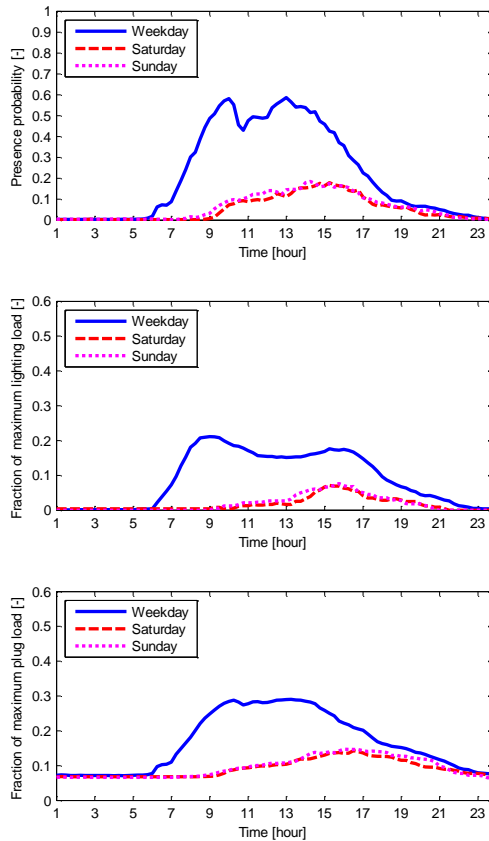 Presence probability [-]
1
0.9
0.8
0.7
0.6
0.5
0.4
0.3
0.2
0.1
0
Weekday
Saturday
Sunday
1 3 5 7 9 11 13 15 17 19 21 23
Time [hour]
Fraction of maximum lighting load [-]
0.6
0.5
0.4
0.3
0.2
0.1
0
Weekday
Saturday
Sunday
1 3 5 7 9 11 13 15 17 19 21 23
Time [hour]
Fraction of maximum plug load [-]
0.6
0.5
0.4
0.3
0.2
0.1
0
Weekday
Saturday
Sunday
1 3 5 7 9 11 13 15 17 19 21 23
Time [hour]